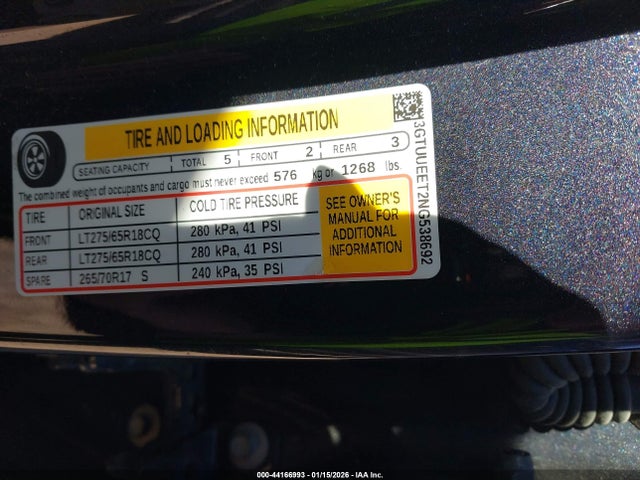 TIRE AND LOADING INFORMATION
SEATING CAPACITY TOTAL 5 FRONT 2 REAR 3
The combined weight of occupants and cargo must never exceed 576 kg or 1268 lbs.
TIRE ORIGINAL SIZE COLD TIRE PRESSURE
FRONT LT275/65R18CQ 280 kPa, 41 PSI
REAR LT275/65R18CQ 280 kPa, 41 PSI
SPARE 265/70R17 S 240 kPa, 35 PSI
SEE OWNER'S
MANUAL FOR
ADDITIONAL
INFORMATION
3GTUUEET2NG538692
000-44166993 - 01/15/2026 - IAA Inc.